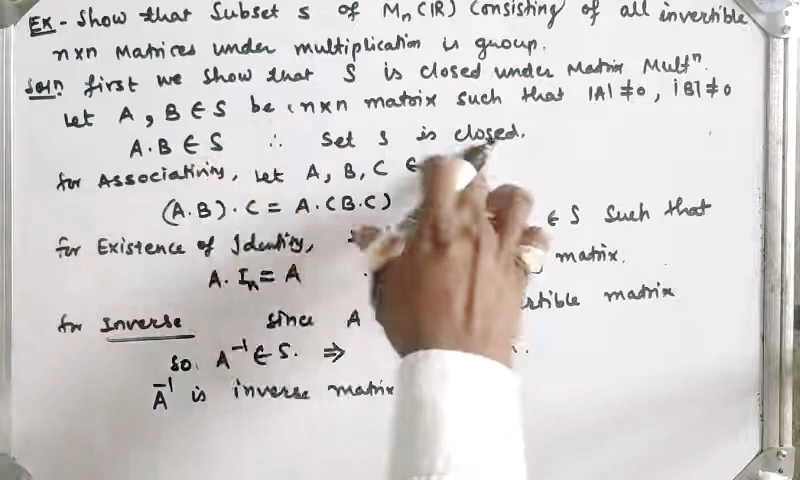 Ex - Show that Subset S of Mn (IR) Consisting of all invertible
nxn Matrices under multiplication is group.
Soln first we show that S is closed under Matrix Multn.
Let A, B ∈ S be nxn matrix such that |A| ≠ 0, |B| ≠ 0
A.B ∈ S ∴ Set S is closed.
for Associativity, Let A, B, C ∈
(A.B).C = A.(B.C)
for Existence of Identity, ∈ S Such that
A. In = A matrix.
for Inverse Since A matrix
So. A⁻¹ ∈ S. ⇒
A⁻¹ is inverse matrix